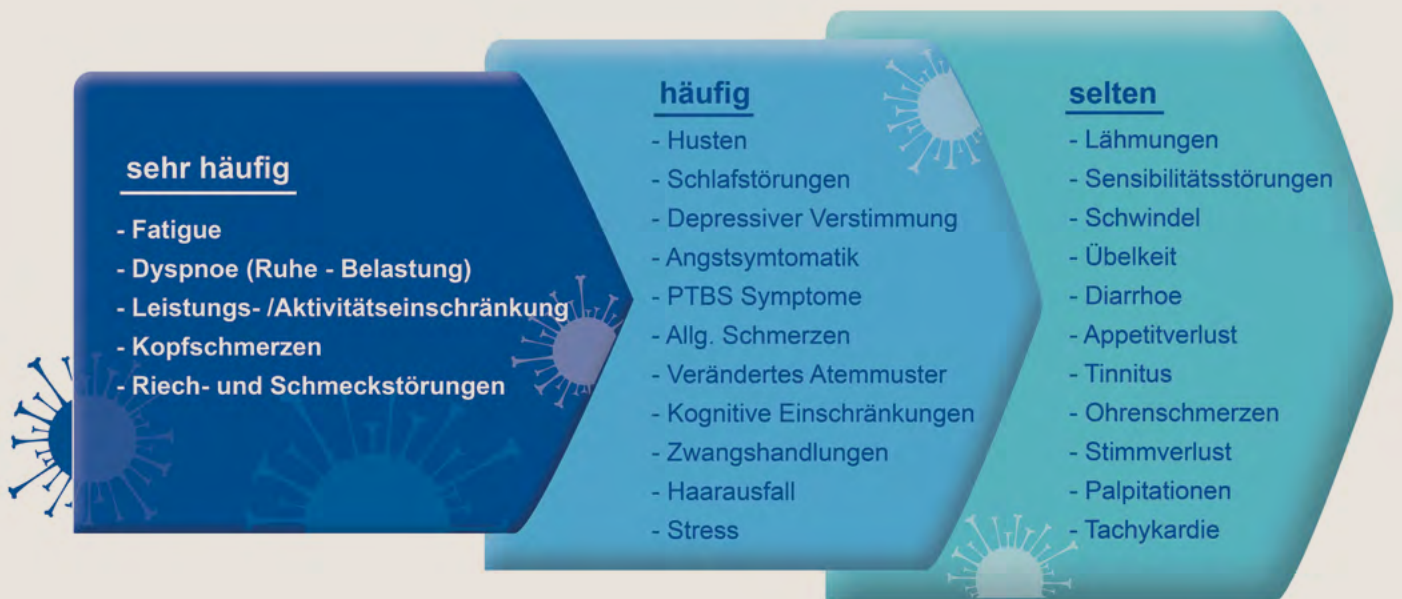 sehr häufig
- Fatigue
- Dyspnoe (Ruhe - Belastung)
- Leistungs- /Aktivitätseinschränkung
- Kopfschmerzen
- Riech- und Schmeckstörungen
häufig
- Husten
- Schlafstörungen
- Depressiver Verstimmung
- Angstsymtomatik
- PTBS Symptome
- Allg. Schmerzen
- Verändertes Atemmuster
- Kognitive Einschränkungen
- Zwangshandlungen
- Haarausfall
- Stress
selten
- Lähmungen
- Sensibilitätsstörungen
- Schwindel
- Übelkeit
- Diarrhoe
- Appetitverlust
- Tinnitus
- Ohrenschmerzen
- Stimmverlust
- Palpitationen
- Tachykardie